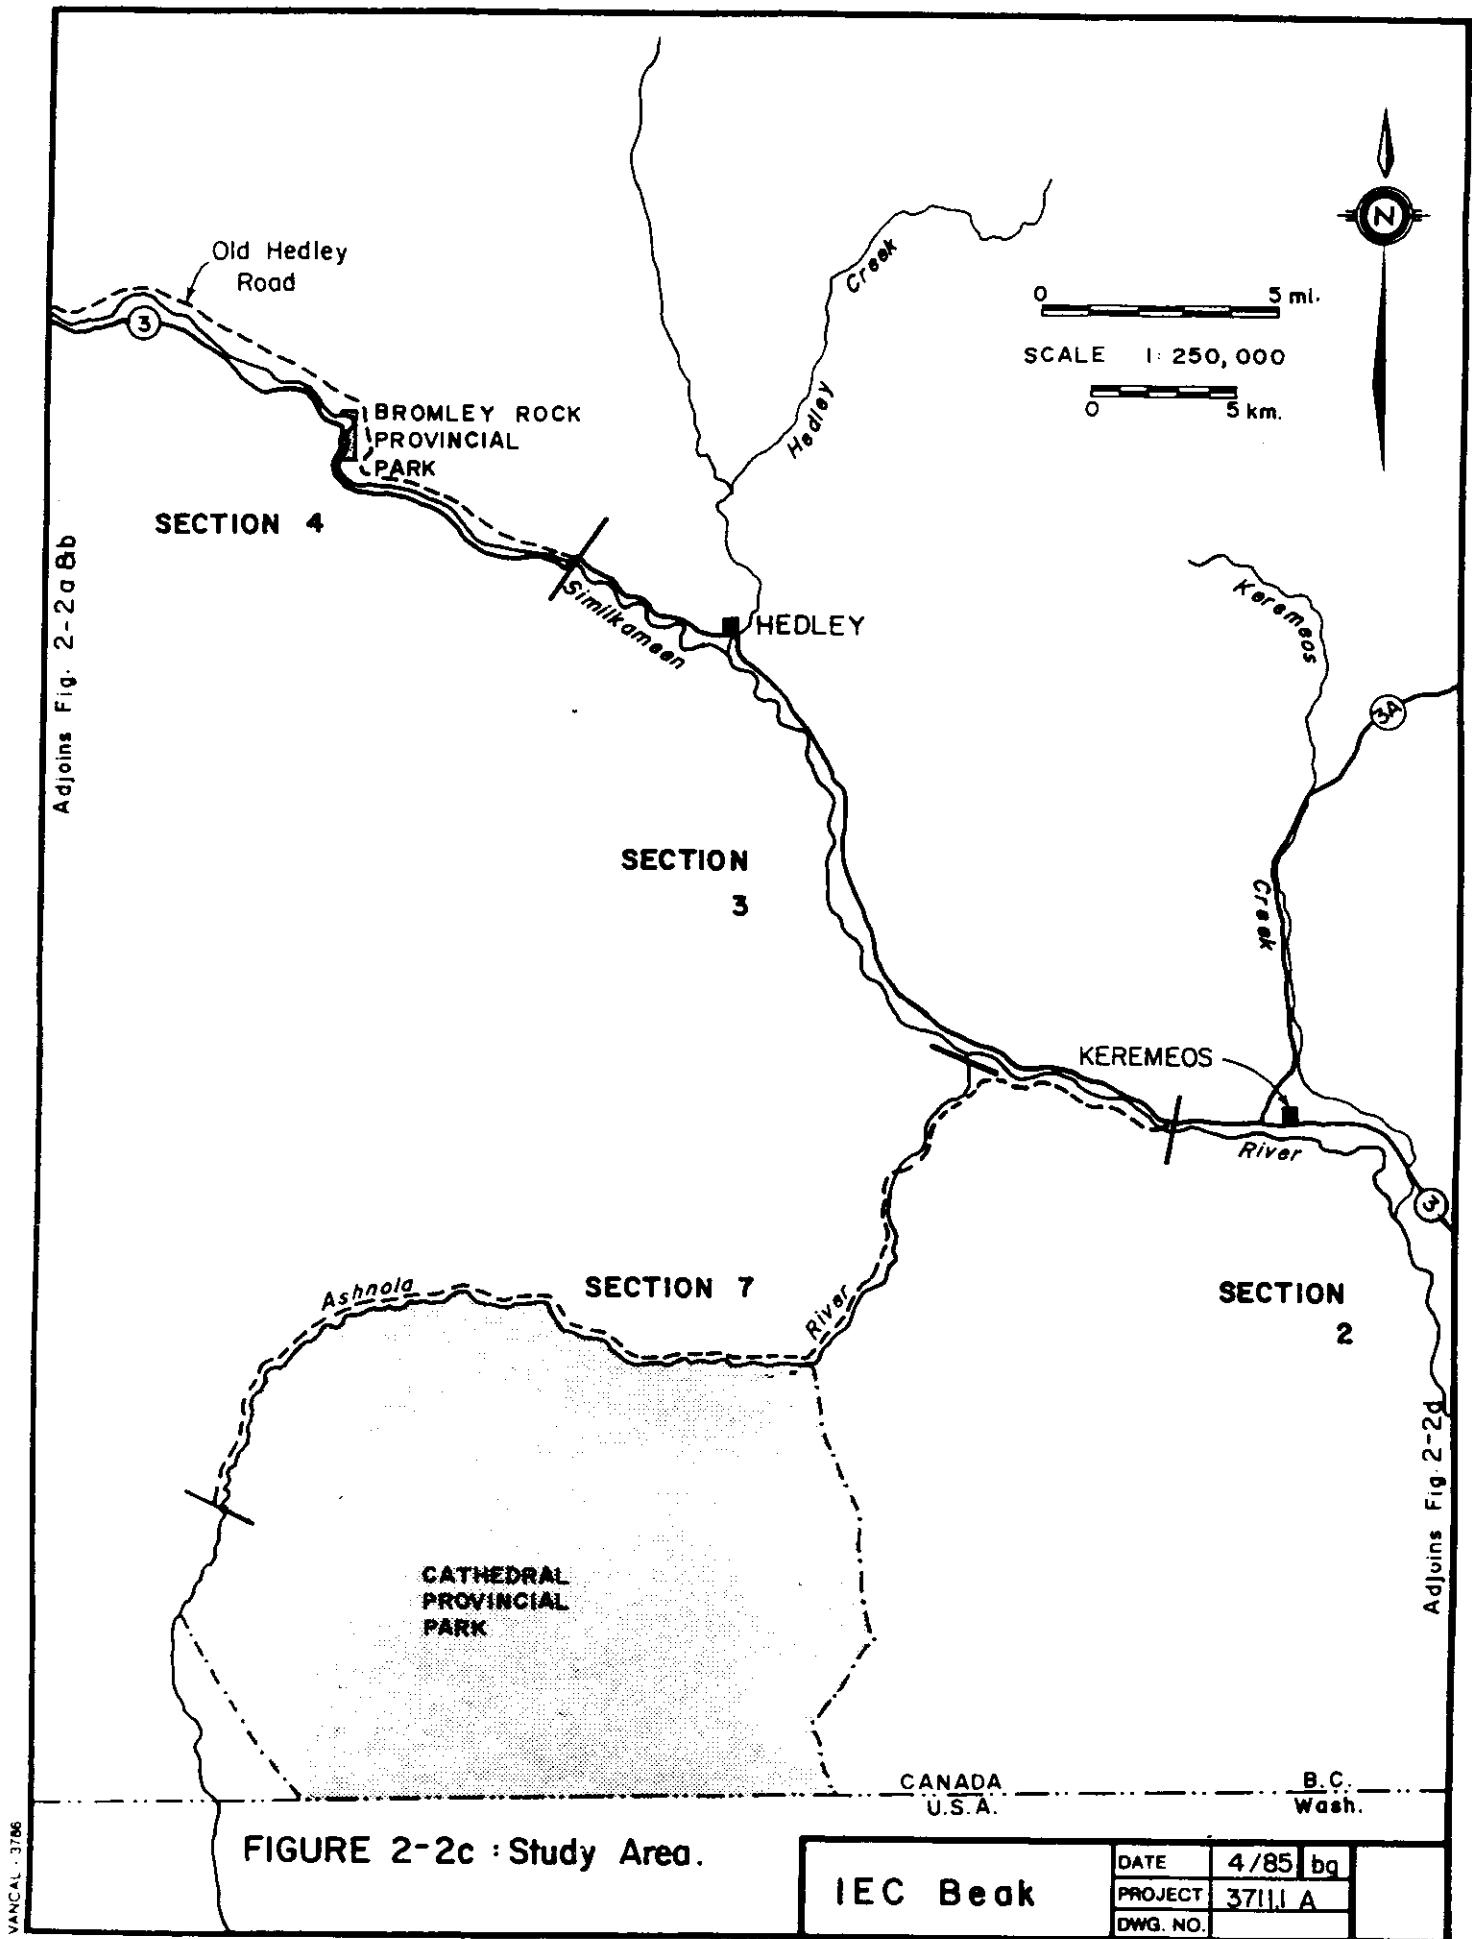 Old Hedley
Road
3
BROMLEY ROCK
PROVINCIAL
PARK
SECTION 4
Adjoins Fig. 2-2a &b
Similkameen
HEDLEY
Hedley
Creek
N
0 5 mi.
SCALE 1: 250,000
0 5 km.
Keremeos
3A
Creek
SECTION
3
KEREMEOS
River
3
Ashnola
SECTION 7
River
SECTION
2
Adjuins Fig. 2-2d
CATHEDRAL
PROVINCIAL
PARK
CANADA
U.S.A.
B.C.
Wash.
VANCAL - 3786
FIGURE 2-2c : Study Area.
IEC Beak
DATE 4/85 bg
PROJECT 3711.1 A
DWG. NO.